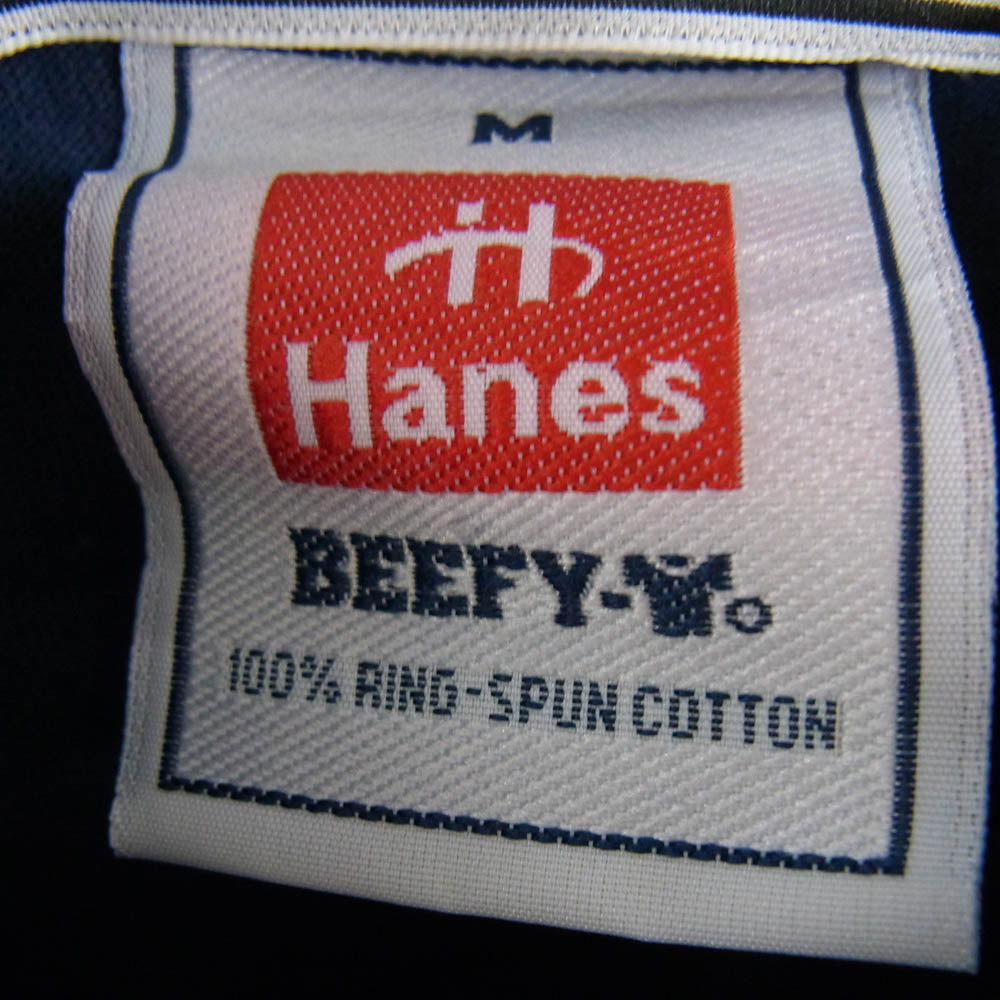 M
H
Hanes
BEEFY-T®
100% RING-SPUN COTTON